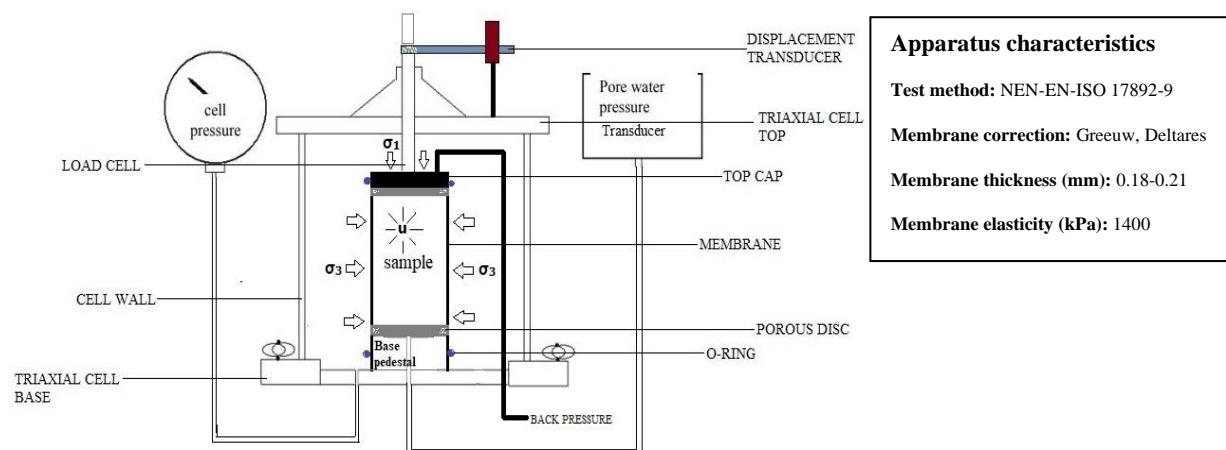 DISPLACEMENT
TRANSDUCER
cell
pressure
Pore water
pressure
Transducer
TRIAXIAL CELL
TOP
σ1
LOAD CELL
TOP CAP
u
sample
MEMBRANE
σ3
σ3
CELL WALL
POROUS DISC
Base
pedestal
O-RING
TRIAXIAL CELL
BASE
BACK PRESSURE
Apparatus characteristics
Test method: NEN-EN-ISO 17892-9
Membrane correction: Greeuw, Deltares
Membrane thickness (mm): 0.18-0.21
Membrane elasticity (kPa): 1400